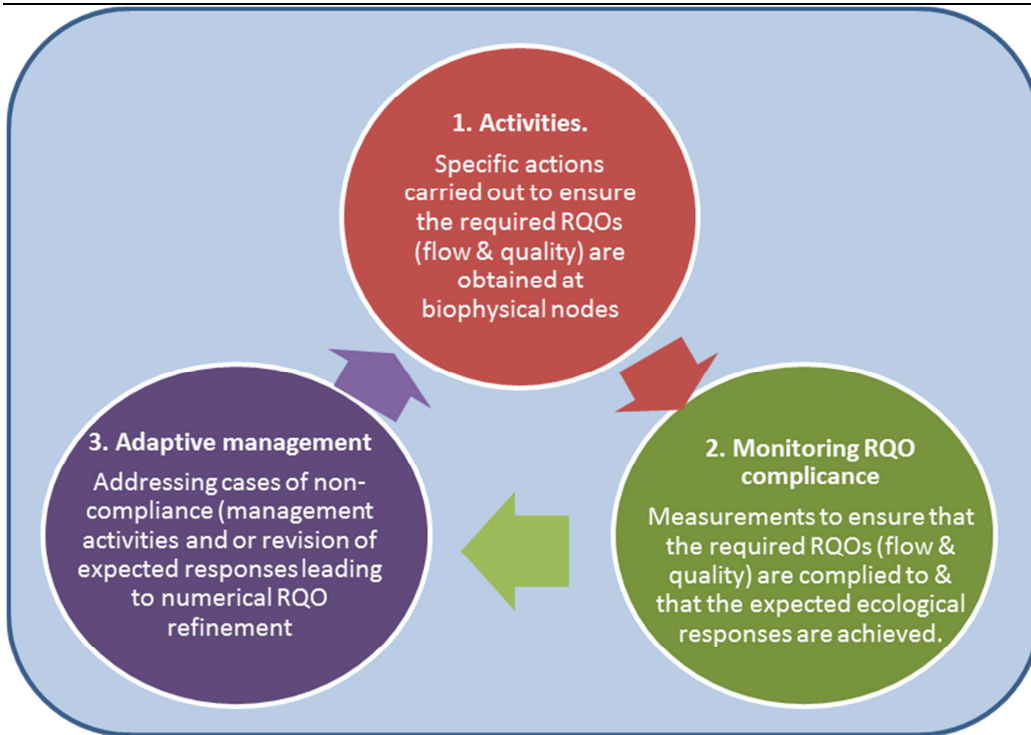 1. Activities.
Specific actions
carried out to ensure
the required RQOs
(flow & quality) are
obtained at
biophysical nodes
2. Monitoring RQO
complicance
Measurements to ensure that
the required RQOs (flow &
quality) are complied to &
that the expected ecological
responses are achieved.
3. Adaptive management
Addressing cases of non-
compliance (management
activities and or revision of
expected responses leading
to numerical RQO
refinement